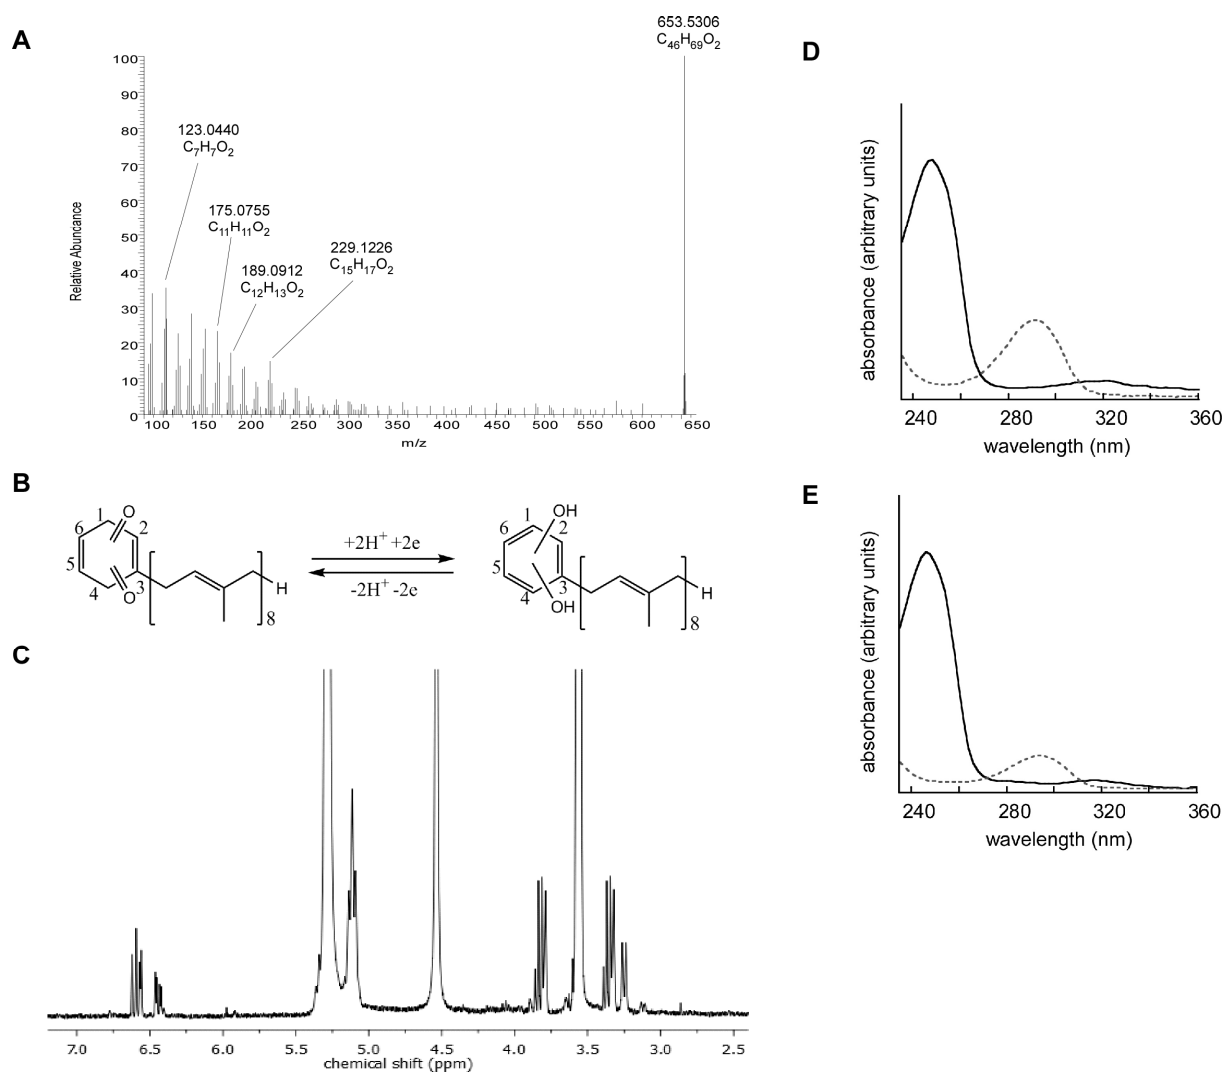 A
653.5306
C46H69O2
100
90
80
70
60
50
40
30
20
10
0
Relative Abuncance
123.0440
C7H7O2
175.0755
C11H11O2
189.0912
C12H13O2
229.1226
C15H17O2
100 150 200 250 300 350 400 450 500 550 600 650
m/z
B
O
1
6
2
5
4
3
O
H
8
+2H+ +2e
-2H+ -2e
OH
1
6
2
5
4
3
OH
H
8
C
7.0 6.5 6.0 5.5 5.0 4.5 4.0 3.5 3.0 2.5
chemical shift (ppm)
D
absorbance (arbitrary units)
240 280 320 360
wavelength (nm)
E
absorbance (arbitrary units)
240 280 320 360
wavelength (nm)